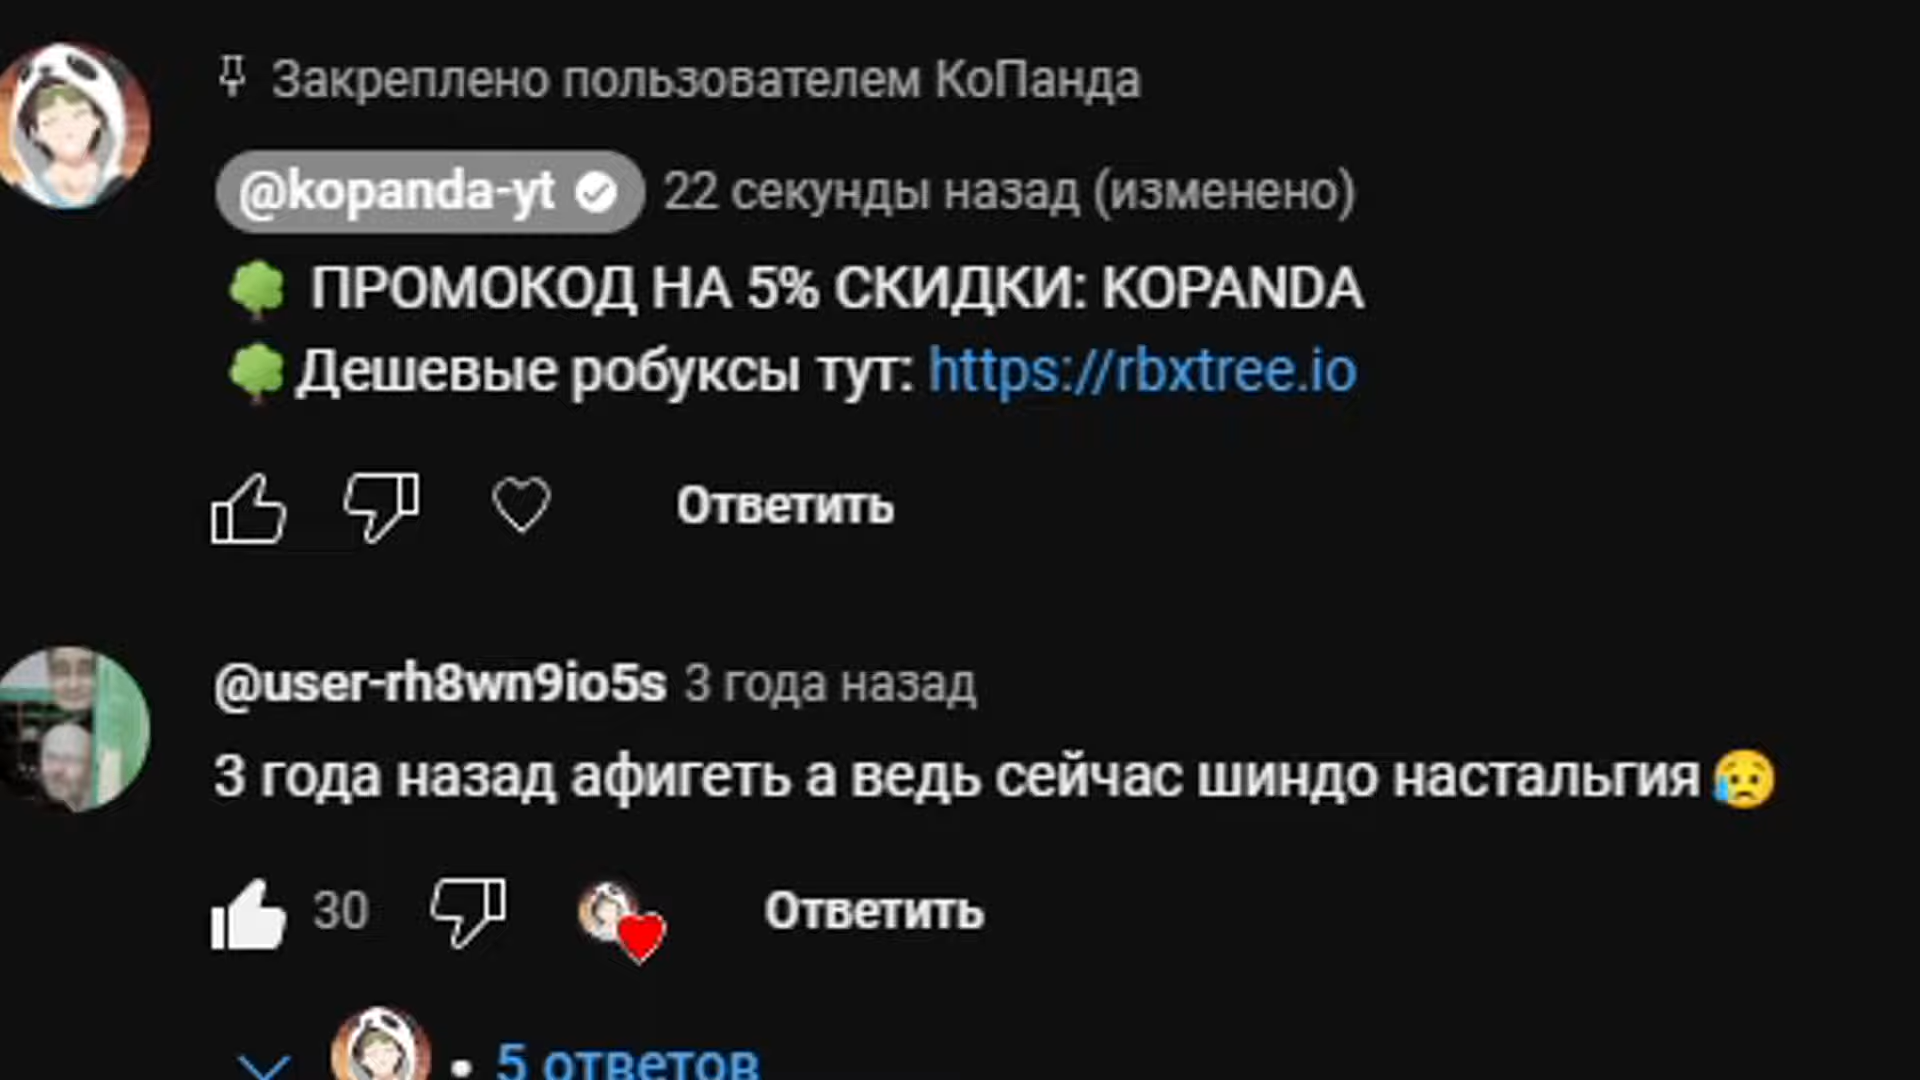 Закреплено пользователем КоПанда
@kopanda-yt 22 секунды назад (изменено)
ПРОМОКОД НА 5% СКИДКИ: KOPANDA
Дешевые робуксы тут: https://rbxtree.io
Ответить
@user-rh8wn9io5s 3 года назад
3 года назад афигеть а ведь сейчас шиндо настальгия
30 Ответить
5 ответов